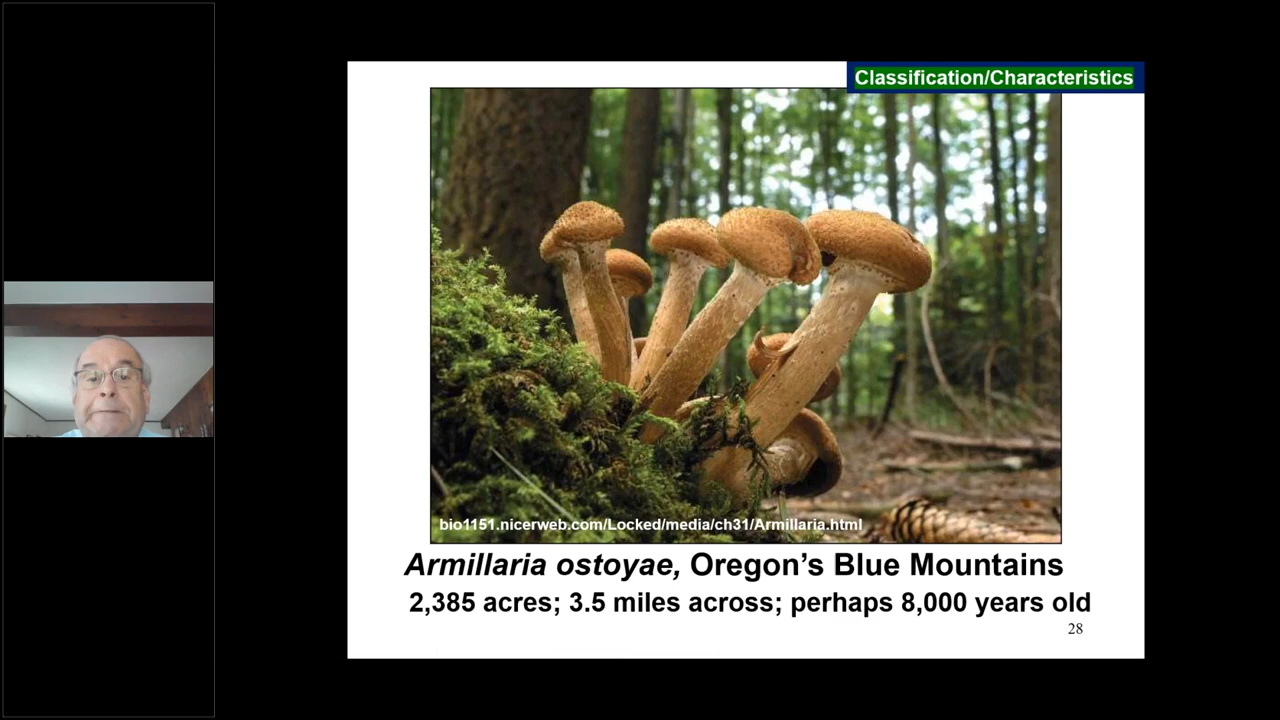 Classification/Characteristics
bio1151.nicerweb.com/Locked/media/ch31/Armillaria.html
Armillaria ostoyae, Oregon’s Blue Mountains
2,385 acres; 3.5 miles across; perhaps 8,000 years old
28